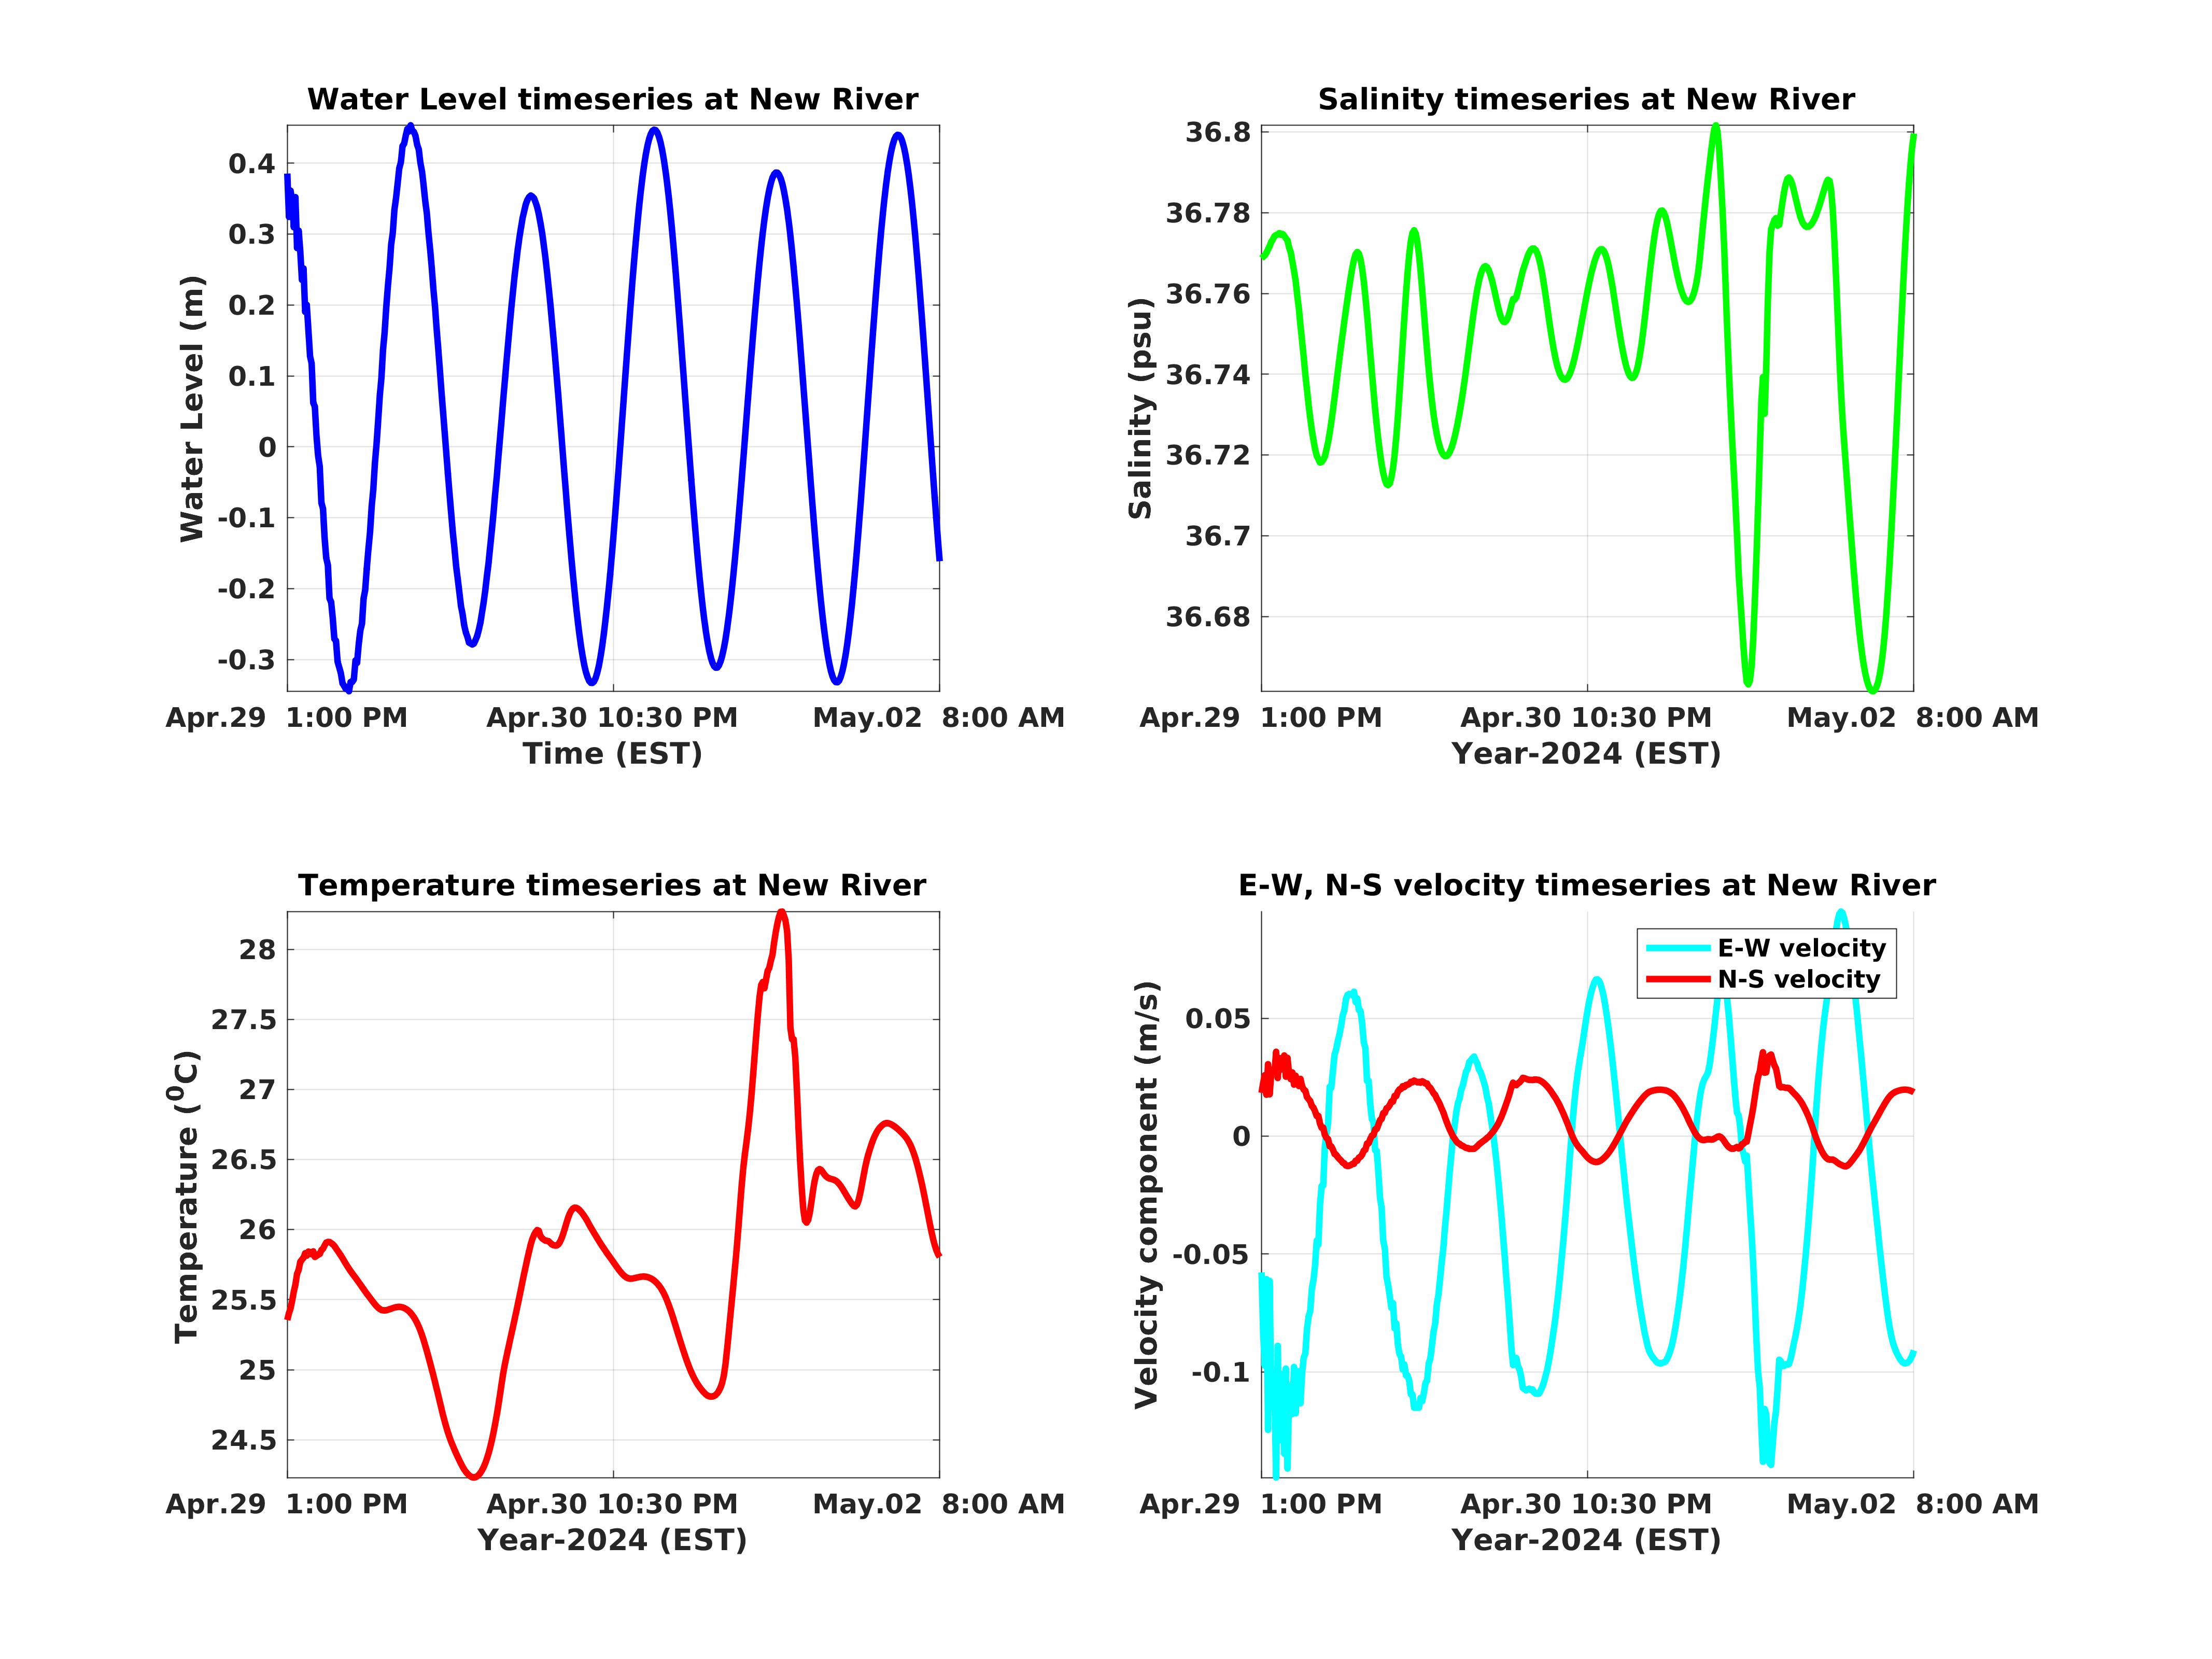 Water Level timeseries at New River
Water Level (m)
0.4
0.3
0.2
0.1
0
-0.1
-0.2
-0.3
Apr.29  1:00 PM
Apr.30 10:30 PM
May.02  8:00 AM
Time (EST)
Salinity timeseries at New River
Salinity (psu)
36.8
36.78
36.76
36.74
36.72
36.7
36.68
Apr.29  1:00 PM
Apr.30 10:30 PM
May.02  8:00 AM
Year-2024 (EST)
Temperature timeseries at New River
Temperature (⁰C)
28
27.5
27
26.5
26
25.5
25
24.5
Apr.29  1:00 PM
Apr.30 10:30 PM
May.02  8:00 AM
Year-2024 (EST)
E-W, N-S velocity timeseries at New River
E-W velocity
N-S velocity
Velocity component (m/s)
0.05
0
-0.05
-0.1
Apr.29  1:00 PM
Apr.30 10:30 PM
May.02  8:00 AM
Year-2024 (EST)